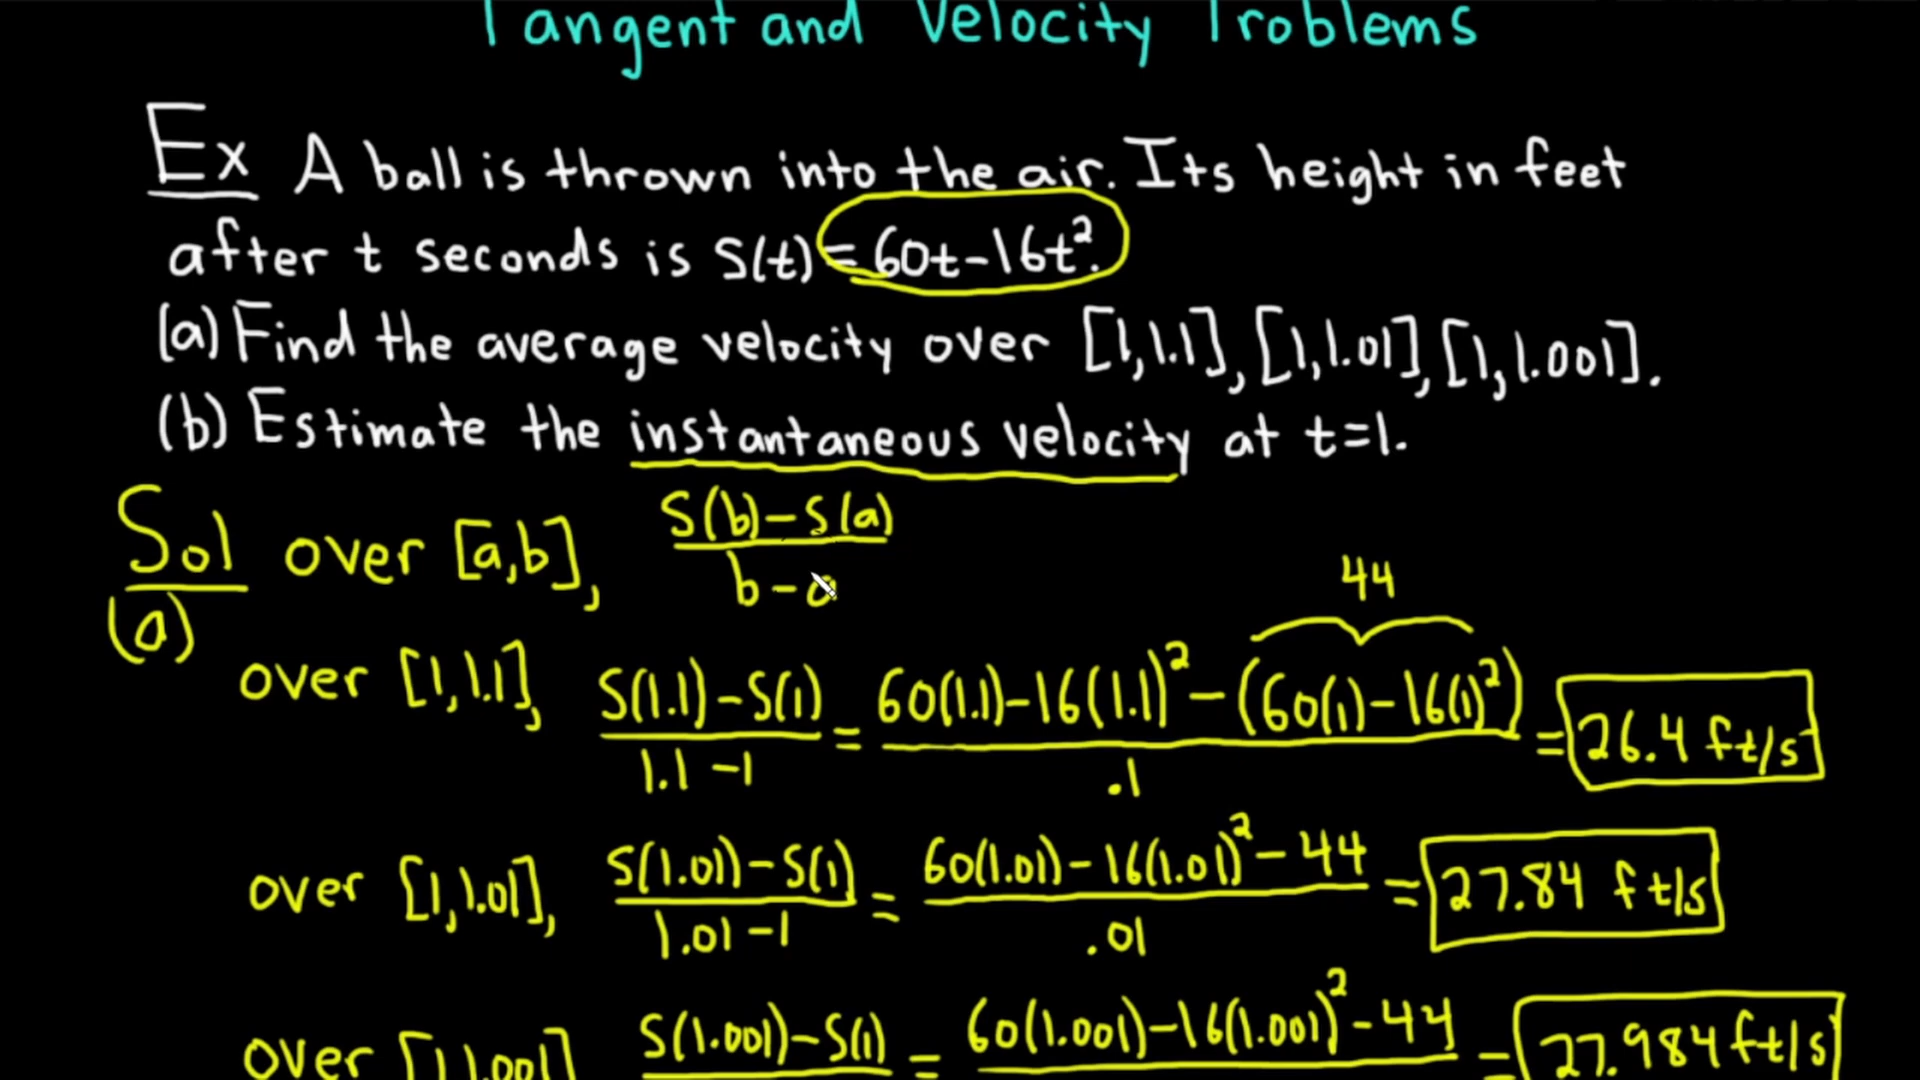 Tangent and Velocity Problems
Ex A ball is thrown into the air. Its height in feet
after t seconds is S(t) = 60t - 16t².
(a) Find the average velocity over [1,1.1], [1,1.01], [1,1.001].
(b) Estimate the instantaneous velocity at t=1.
Sol over [a,b], S(b) - S(a) / b - a
(a)
44
over [1,1.1], S(1.1) - S(1) / 1.1 - 1 = 60(1.1) - 16(1.1)² - (60(1) - 16(1)²) / .1 = 26.4 ft/s
over [1,1.01], S(1.01) - S(1) / 1.01 - 1 = 60(1.01) - 16(1.01)² - 44 / .01 = 27.84 ft/s
over [1,1.001] S(1.001) - S(1) = 60(1.001) - 16(1.001)² - 44 = 27.984 ft/s